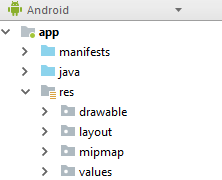 Android
app
manifests
java
res
drawable
layout
mipmap
values